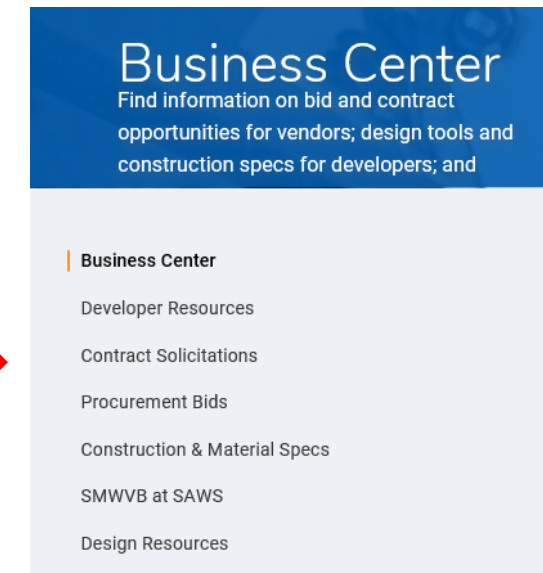 Business Center
Find information on bid and contract
opportunities for vendors; design tools and
construction specs for developers; and
Business Center
Developer Resources
Contract Solicitations
Procurement Bids
Construction & Material Specs
SMWVB at SAWS
Design Resources